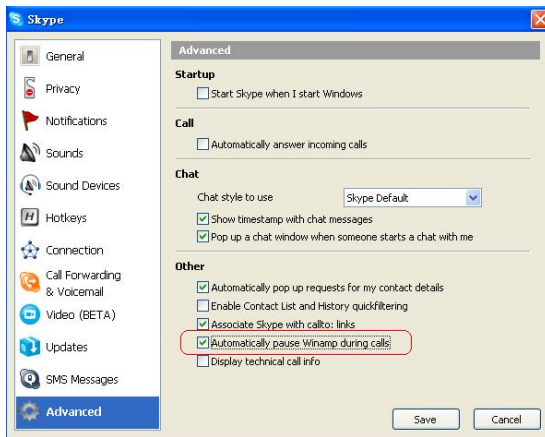 Skype
General
Privacy
Notifications
Sounds
Sound Devices
Hotkeys
Connection
Call Forwarding
& Voicemail
Video (BETA)
Updates
SMS Messages
Advanced
Advanced
Startup
Start Skype when I start Windows
Call
Automatically answer incoming calls
Chat
Chat style to use Skype Default
Show timestamp with chat messages
Pop up a chat window when someone starts a chat with me
Other
Automatically pop up requests for my contact details
Enable Contact List and History quickfiltering
Associate Skype with callto: links
Automatically pause Winamp during calls
Display technical call info
Save Cancel